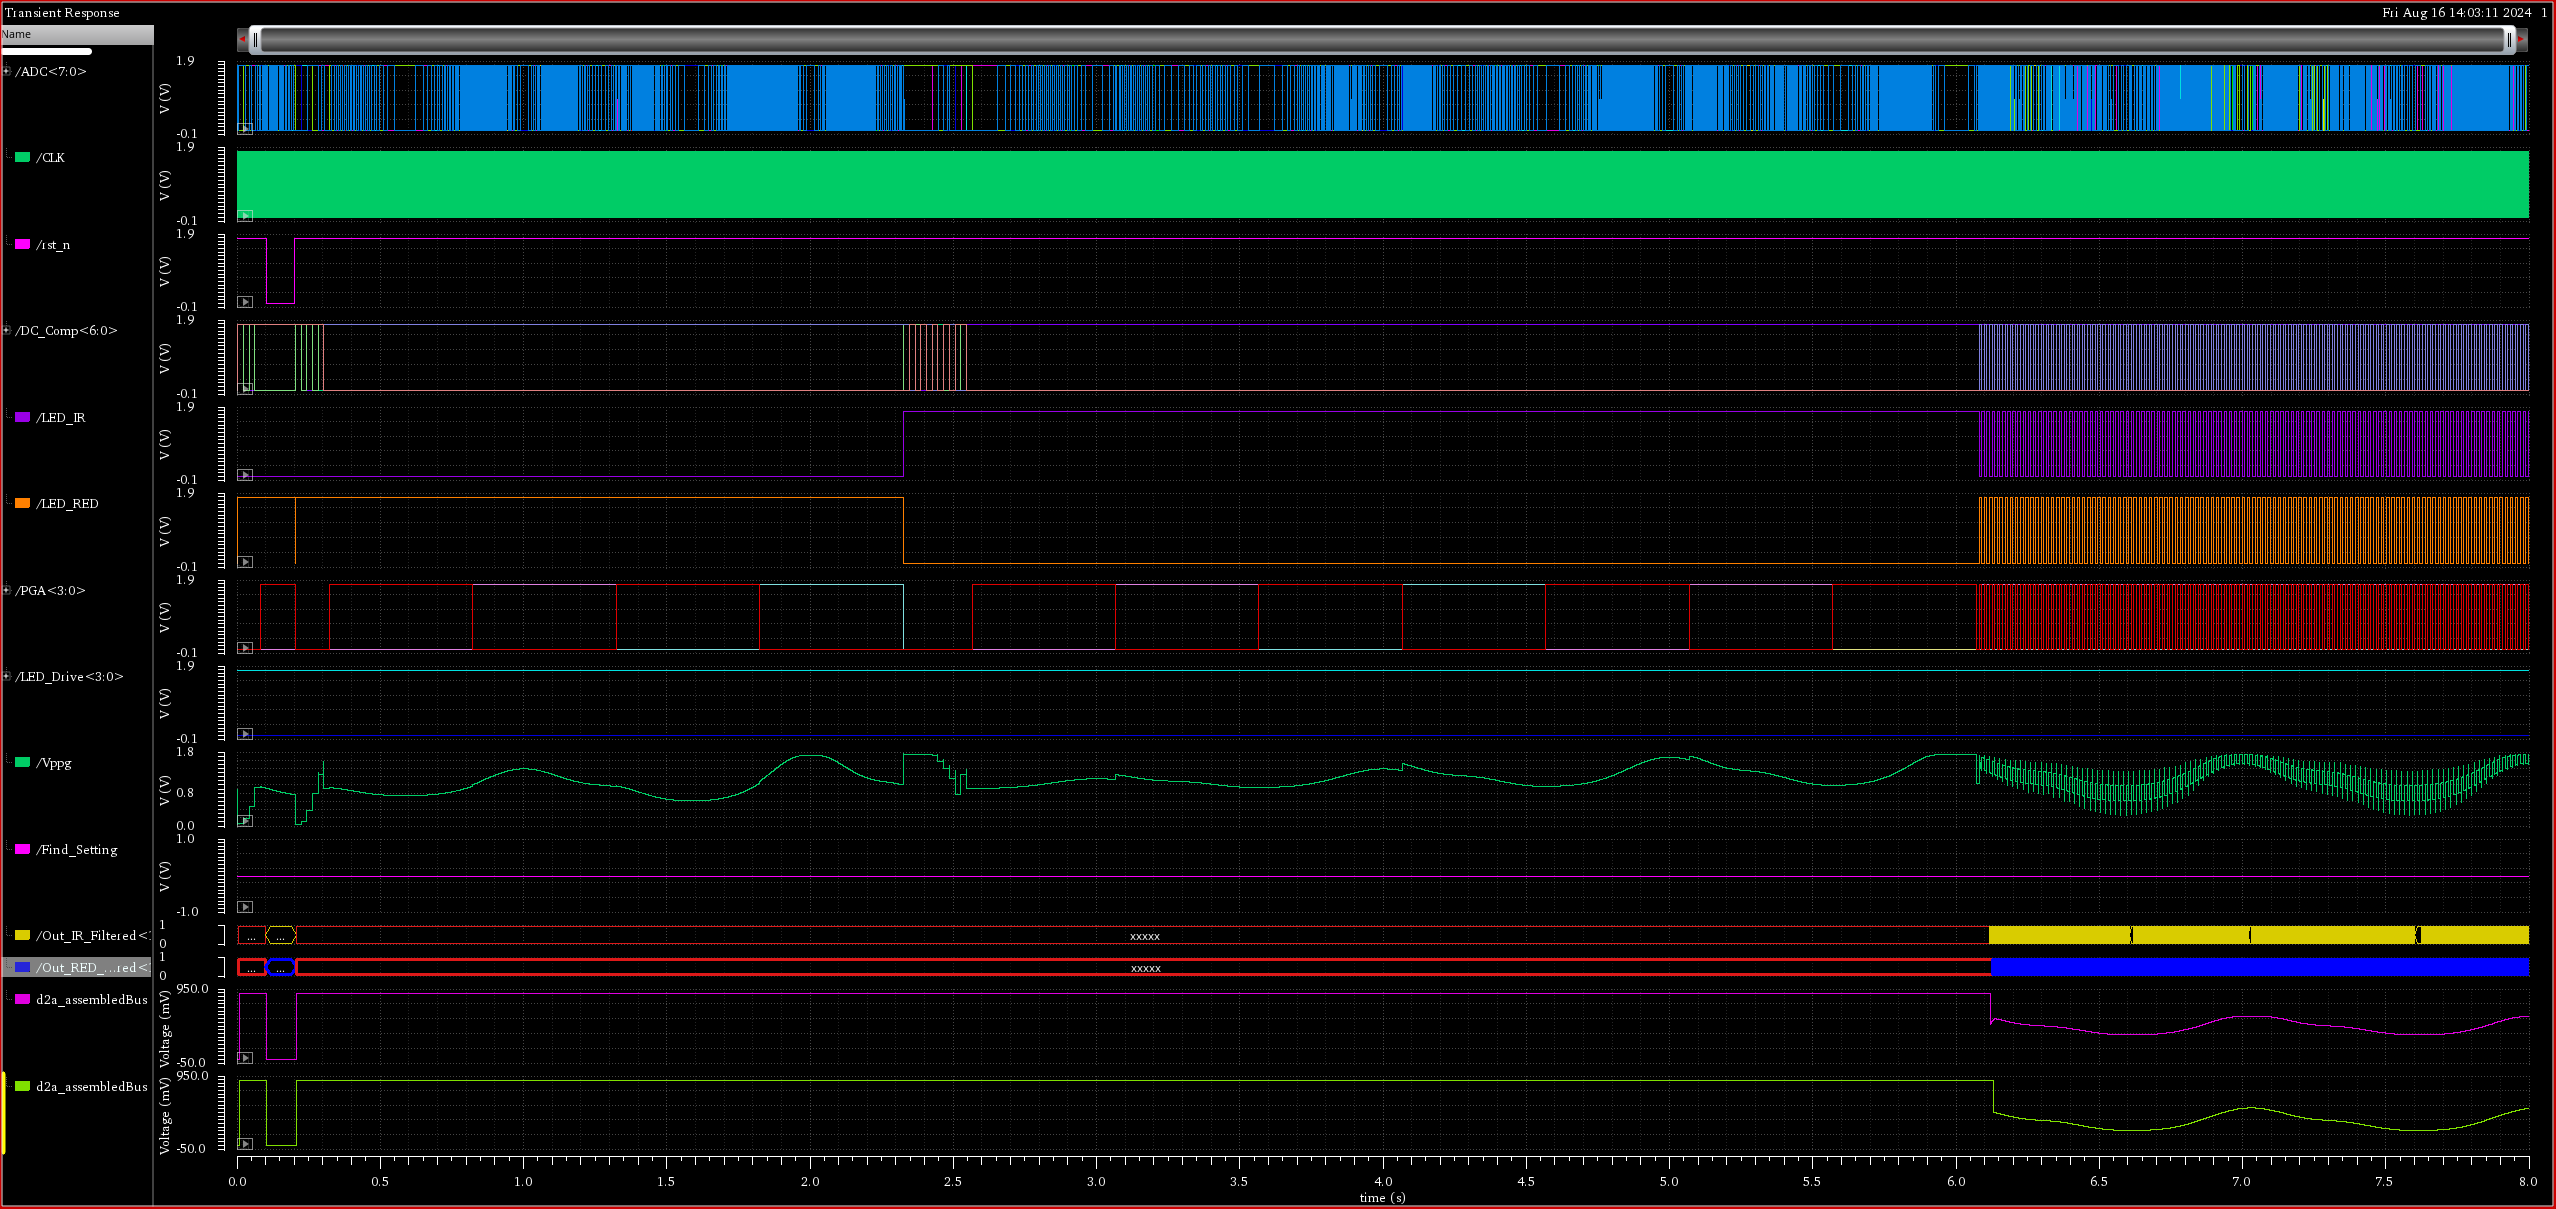 Transient Response
Fri Aug 16 14:03:11 2024 1
Name
/ADC<7:0>
V (V)
1.9
-0.1
/CLK
V (V)
1.9
-0.1
/rst_n
V (V)
1.9
-0.1
/DC_Comp<6:0>
V (V)
1.9
-0.1
/LED_IR
V (V)
1.9
-0.1
/LED_RED
V (V)
1.9
-0.1
/PGA<3:0>
V (V)
1.9
-0.1
/LED_Drive<3:0>
V (V)
1.9
-0.1
/Vppg
V (V)
1.8
0.8
0.0
/Find_Setting
V (V)
1.0
-1.0
/Out_IR_Filtered<
1
0
... ... xxxxx
/Out_RED_...red<
1
0
... ... xxxxx
d2a_assembledBus
Voltage (mV)
950.0
-50.0
d2a_assembledBus
Voltage (mV)
950.0
-50.0
0.0 0.5 1.0 1.5 2.0 2.5 3.0 3.5 4.0 4.5 5.0 5.5 6.0 6.5 7.0 7.5 8.0
time (s)